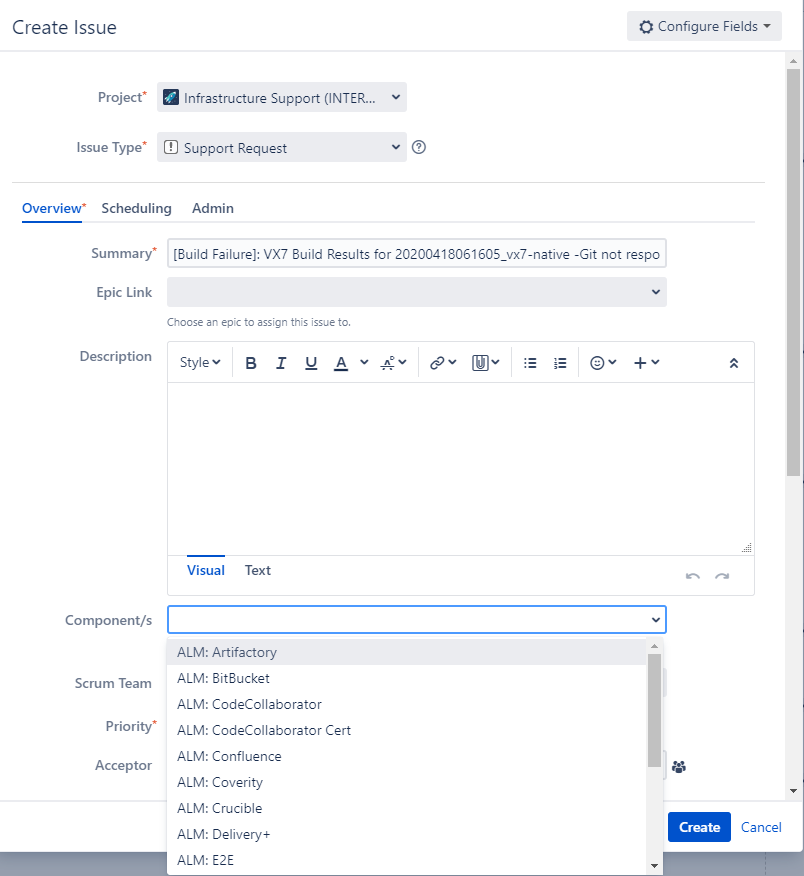 Create Issue
Configure Fields
Project*
Infrastructure Support (INTER...
Issue Type*
Support Request
Overview* Scheduling Admin
Summary*
[Build Failure]: VX7 Build Results for 20200418061605_vx7-native -Git not respo
Epic Link
Choose an epic to assign this issue to.
Description
Style B I U A
Visual Text
Component/s
ALM: Artifactory
ALM: BitBucket
Scrum Team
ALM: CodeCollaborator
Priority*
ALM: CodeCollaborator Cert
ALM: Confluence
Acceptor
ALM: Coverity
ALM: Crucible
ALM: Delivery+
ALM: E2E
Create Cancel